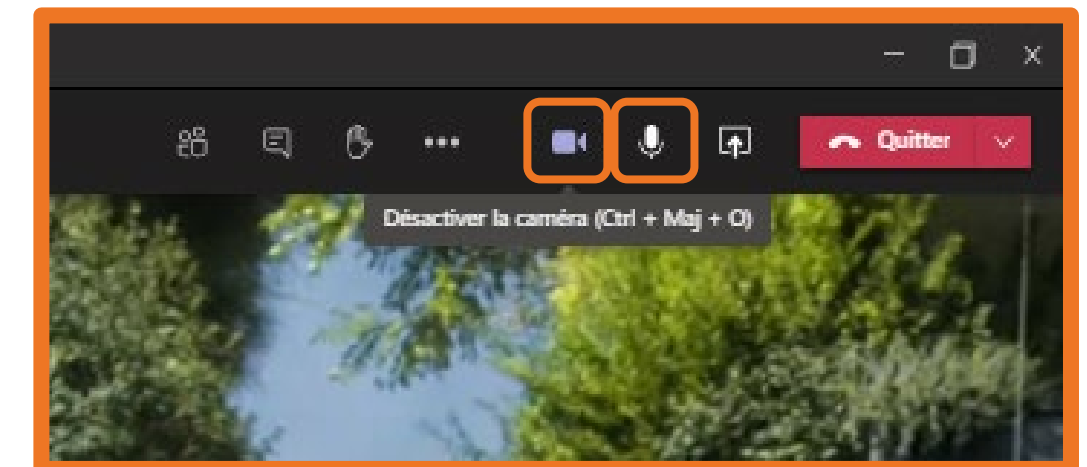 Quitter
Désactiver la caméra (Ctrl + Maj + O)